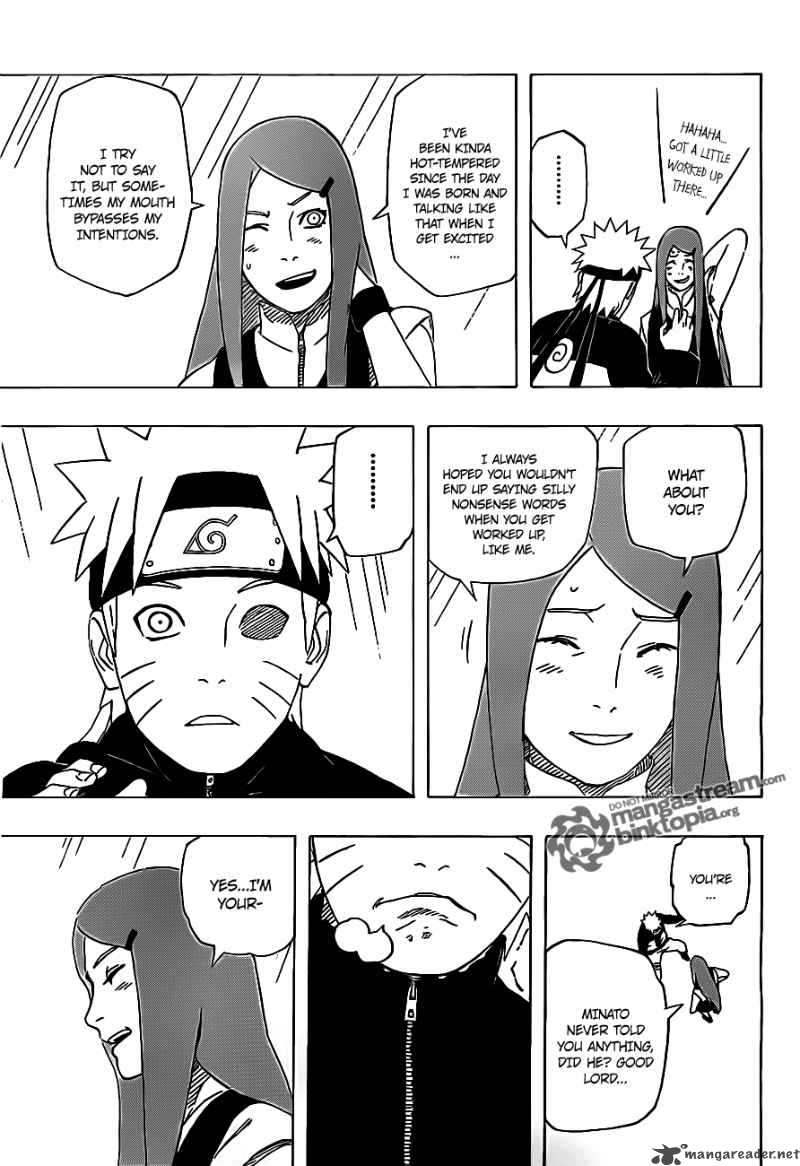 HAHAHA...
GOT A LITTLE
WORKED UP
THERE...
.........
I'VE
BEEN KINDA
HOT-TEMPERED
SINCE THE DAY
I WAS BORN AND
TALKING LIKE
THAT WHEN I
GET EXCITED
...
I TRY
NOT TO SAY
IT, BUT SOME-
TIMES MY MOUTH
BYPASSES MY
INTENTIONS.
WHAT
ABOUT
YOU?
I ALWAYS
HOPED YOU WOULDN'T
END UP SAYING SILLY
NONSENSE WORDS
WHEN YOU GET
WORKED UP,
LIKE ME.
.........
DO NOT MIRROR
mangastream.com
binktopia.org
YOU'RE
...
MINATO
NEVER TOLD
YOU ANYTHING,
DID HE? GOOD
LORD...
YES...I'M
YOUR-
mangareader.net